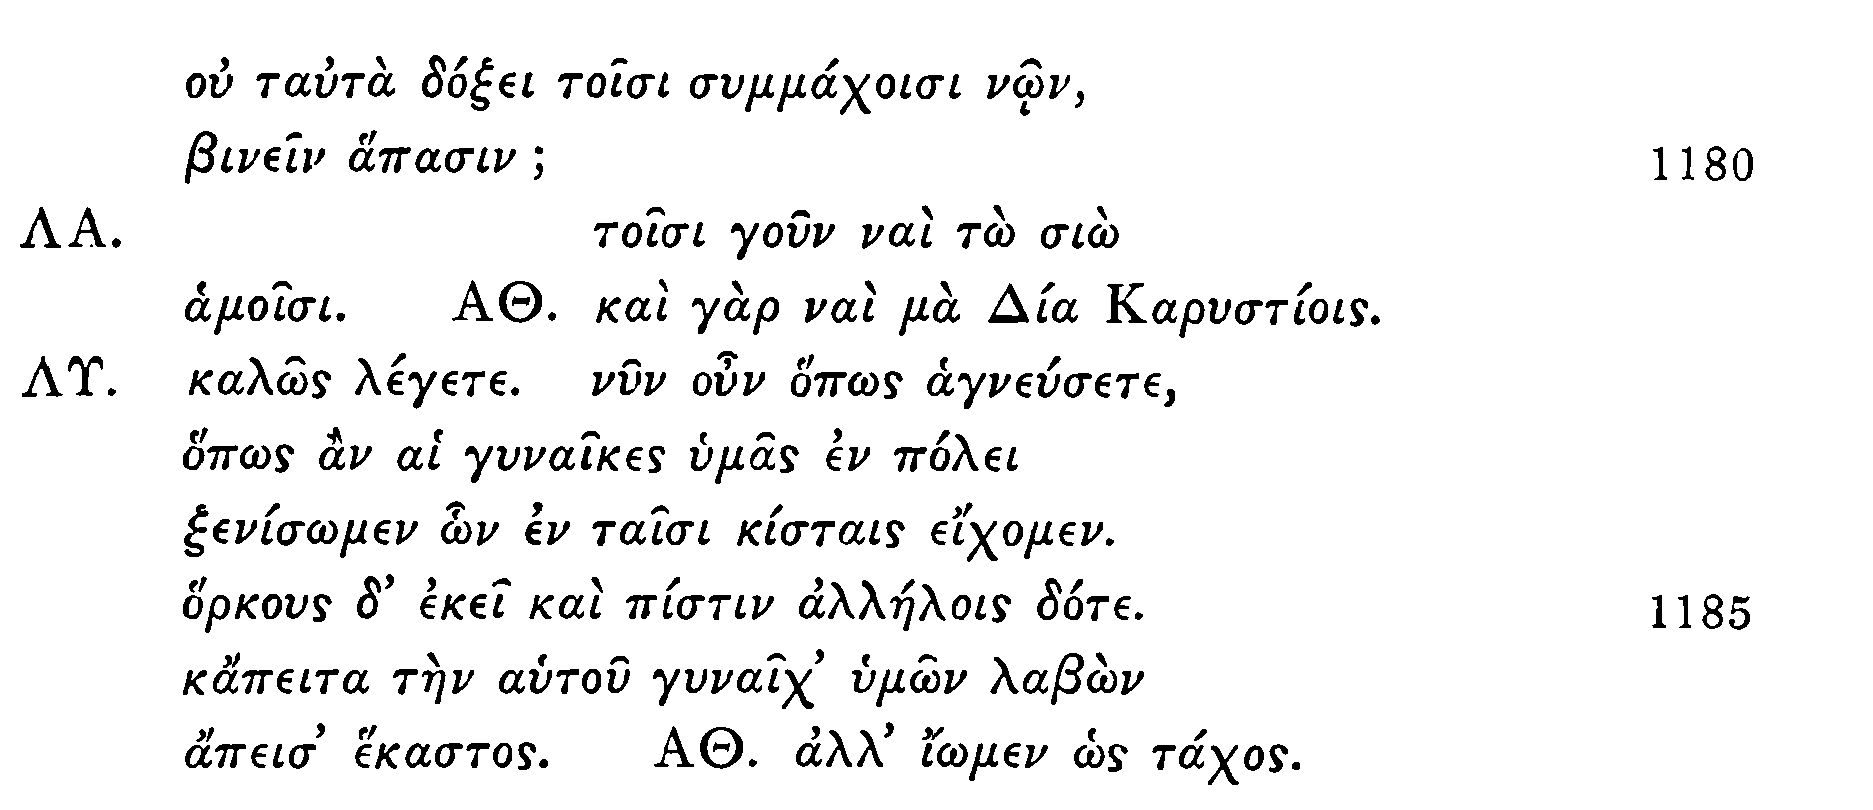 οὐ ταὐτὰ δόξει τοῖσι συμμάχοισι νῷν,
βινεῖν ἅπασιν ; 1180
ΛΑ. τοῖσι γοῦν ναὶ τὼ σιὼ
ἁμοῖσι. ΑΘ. καὶ γὰρ ναὶ μὰ Δία Καρυστίοις.
ΛΥ. καλῶς λέγετε. νῦν οὖν ὅπως ἁγνεύσετε,
ὅπως ἂν αἱ γυναῖκες ὑμᾶς ἐν πόλει
ξενίσωμεν ὧν ἐν ταῖσι κίσταις εἴχομεν.
ὅρκους δ’ ἐκεῖ καὶ πίστιν ἀλλήλοις δότε. 1185
κἄπειτα τὴν αὑτοῦ γυναῖχ’ ὑμῶν λαβὼν
ἄπεισ’ ἕκαστος. ΑΘ. ἀλλ’ ἴωμεν ὡς τάχος.